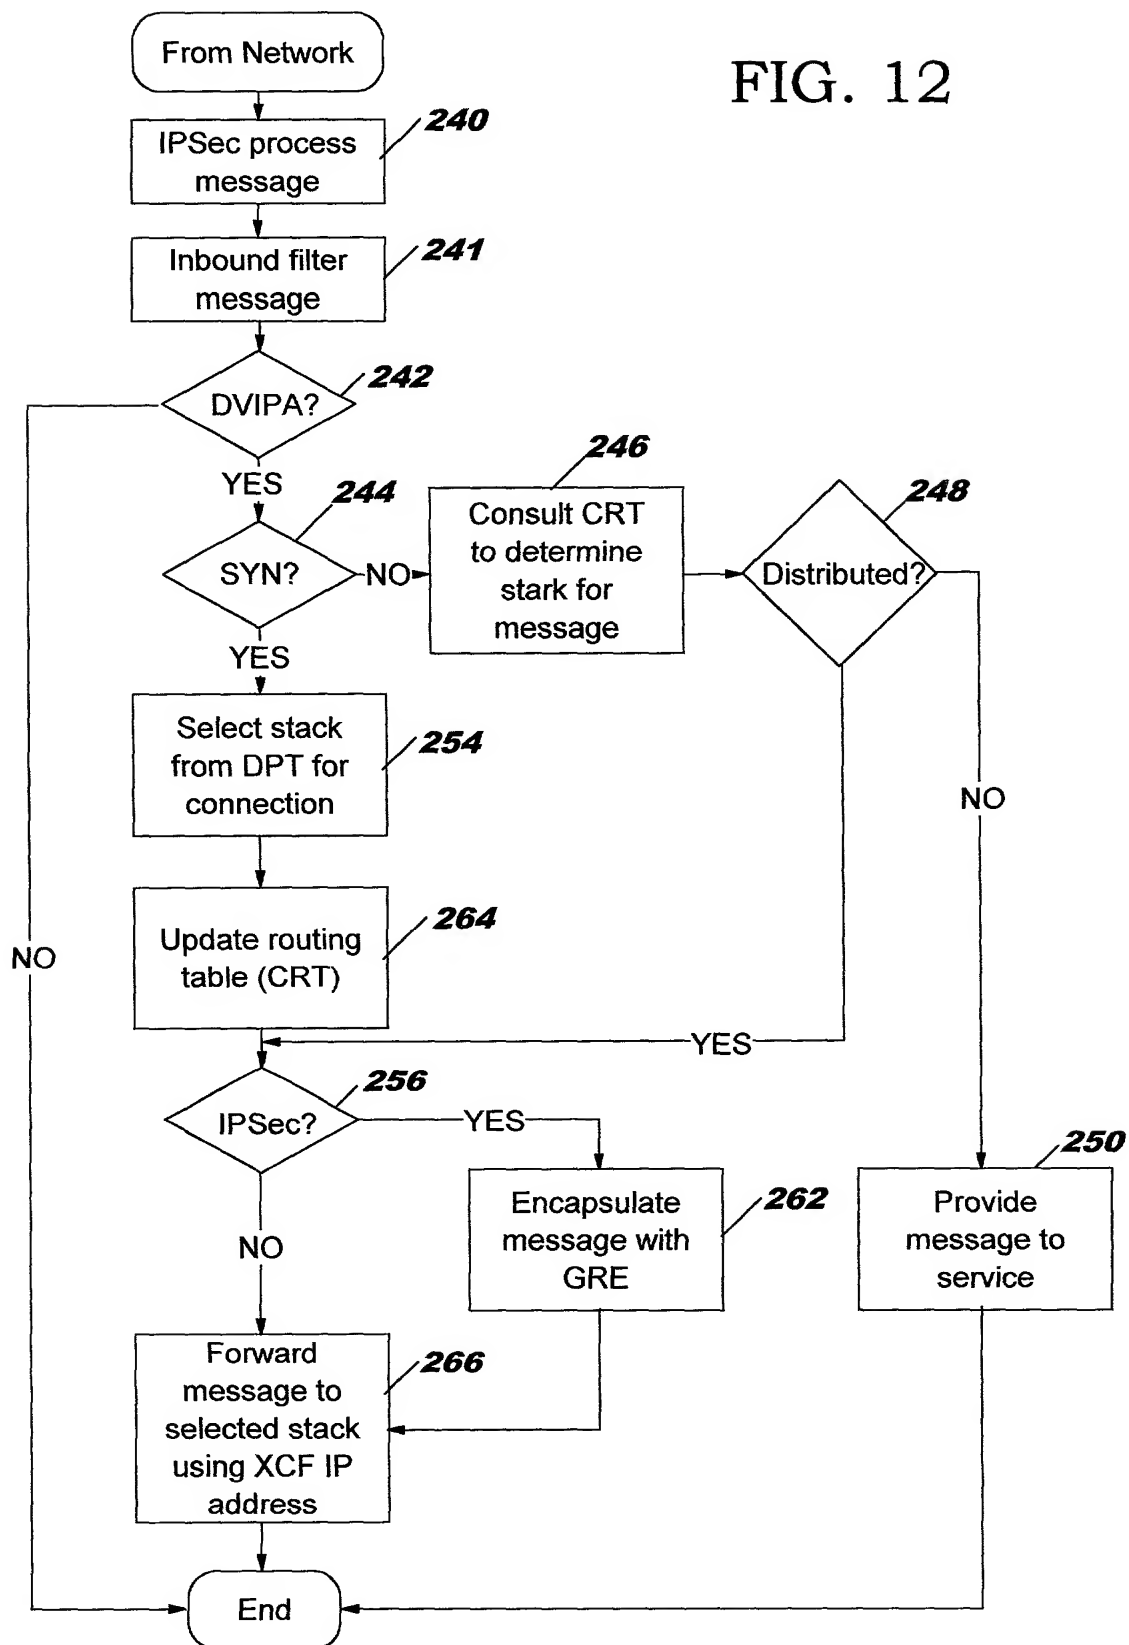 From Network
FIG. 12
240
IPSec process
message
241
Inbound filter
message
242
DVIPA?
YES
244
SYN?
NO
246
Consult CRT
to determine
stark for
message
248
Distributed?
YES
NO
254
Select stack
from DPT for
connection
264
Update routing
table (CRT)
NO
YES
256
IPSec?
YES
NO
262
Encapsulate
message with
GRE
250
Provide
message to
service
266
Forward
message to
selected stack
using XCF IP
address
End